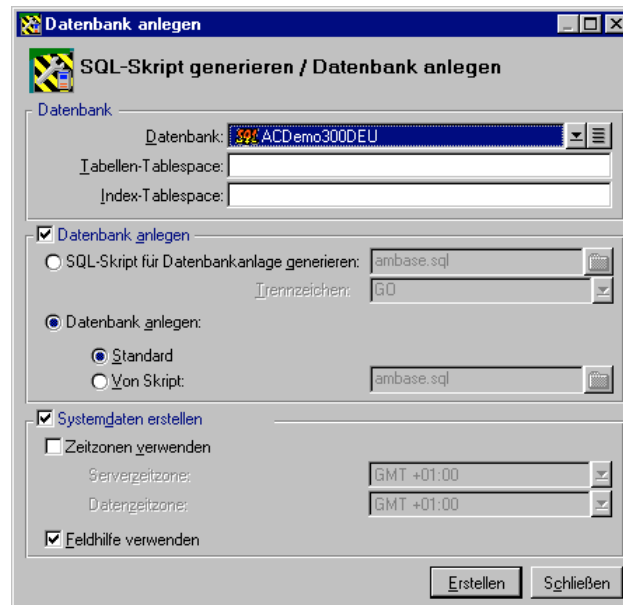 Datenbank anlegen
SQL-Skript generieren / Datenbank anlegen
Datenbank
Datenbank: ACDemo300DEU
Tabellen-Tablespace:
Index-Tablespace:
Datenbank anlegen
SQL-Skript für Datenbankanlage generieren: ambase.sql
Trennzeichen: GO
Datenbank anlegen:
Standard
Von Skript: ambase.sql
Systemdaten erstellen
Zeitzonen verwenden
Serverzeitzone: GMT +01:00
Datenzeitzone: GMT +01:00
Feldhilfe verwenden
Erstellen Schließen